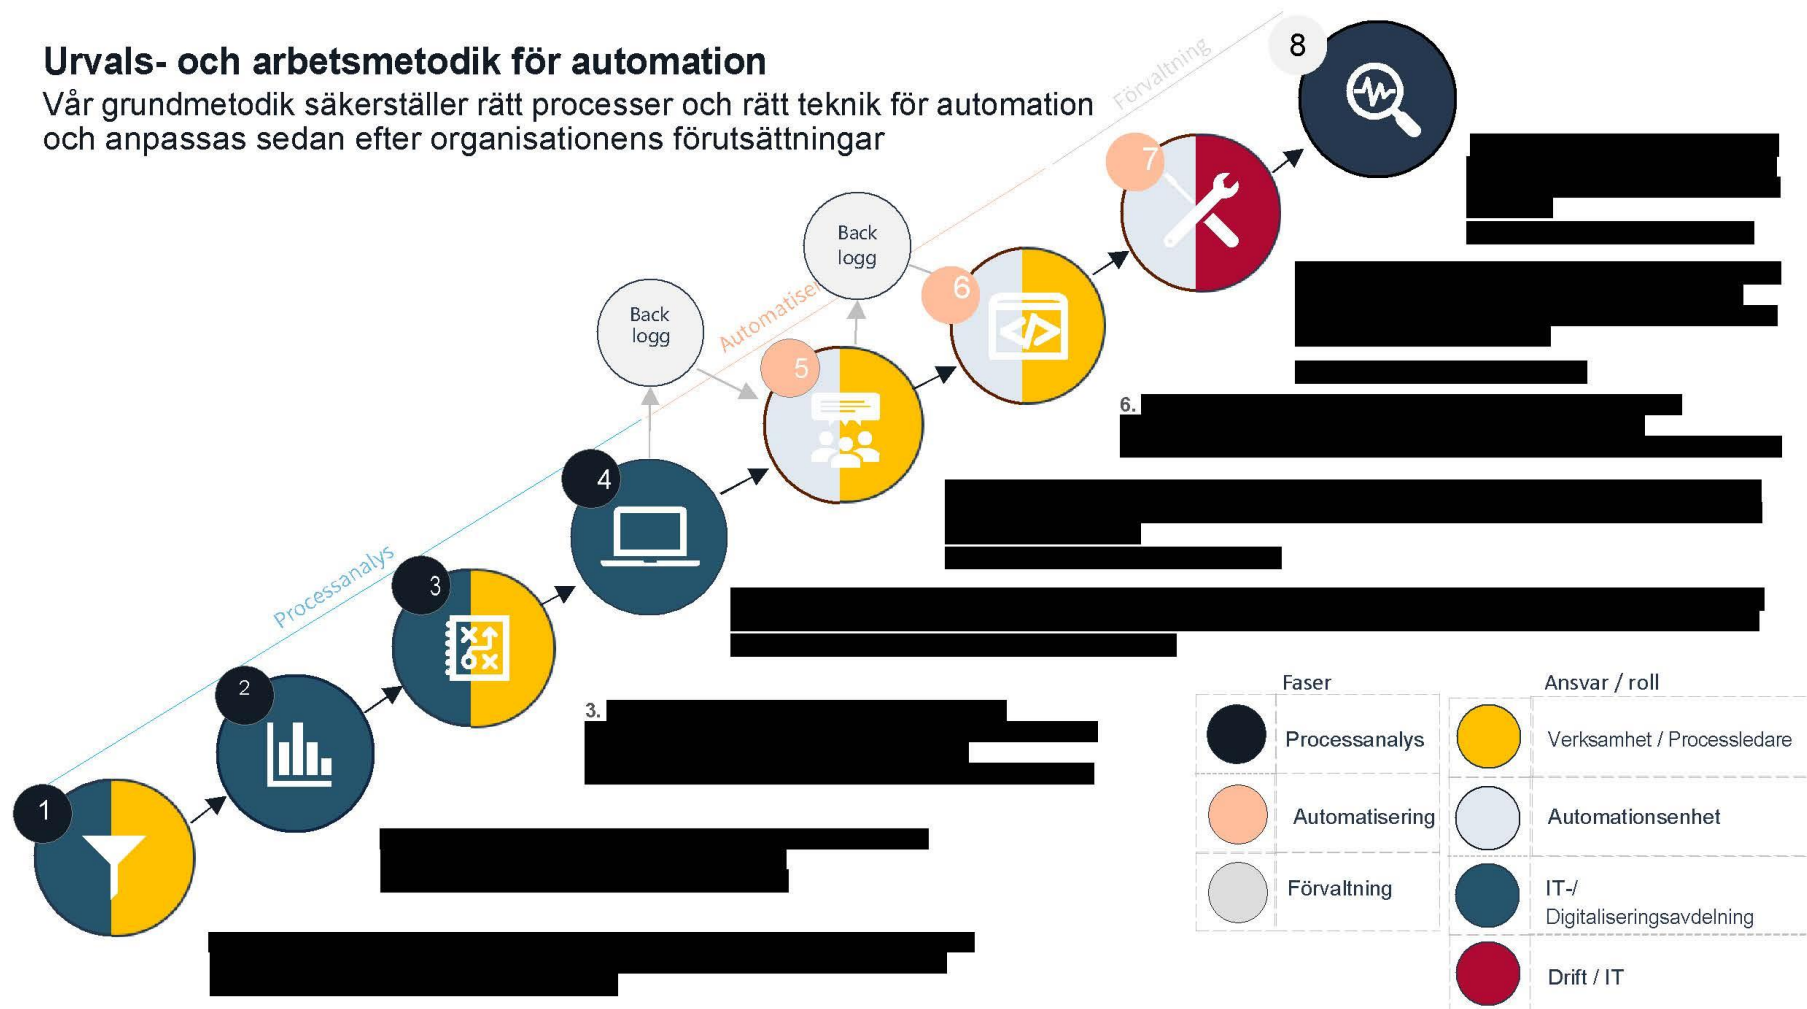 Urvals- och arbetsmetodik för automation
Vår grundmetodik säkerställer rätt processer och rätt teknik för automation
och anpassas sedan efter organisationens förutsättningar
8
Förvaltning
7
Back
logg
6
Back
logg
Automatiser
5
6.
4
Processanalys
3
3.
2
1
Faser
Processanalys
Automatisering
Förvaltning
Ansvar / roll
Verksamhet / Processledare
Automationsenhet
IT-/
Digitaliseringsavdelning
Drift / IT